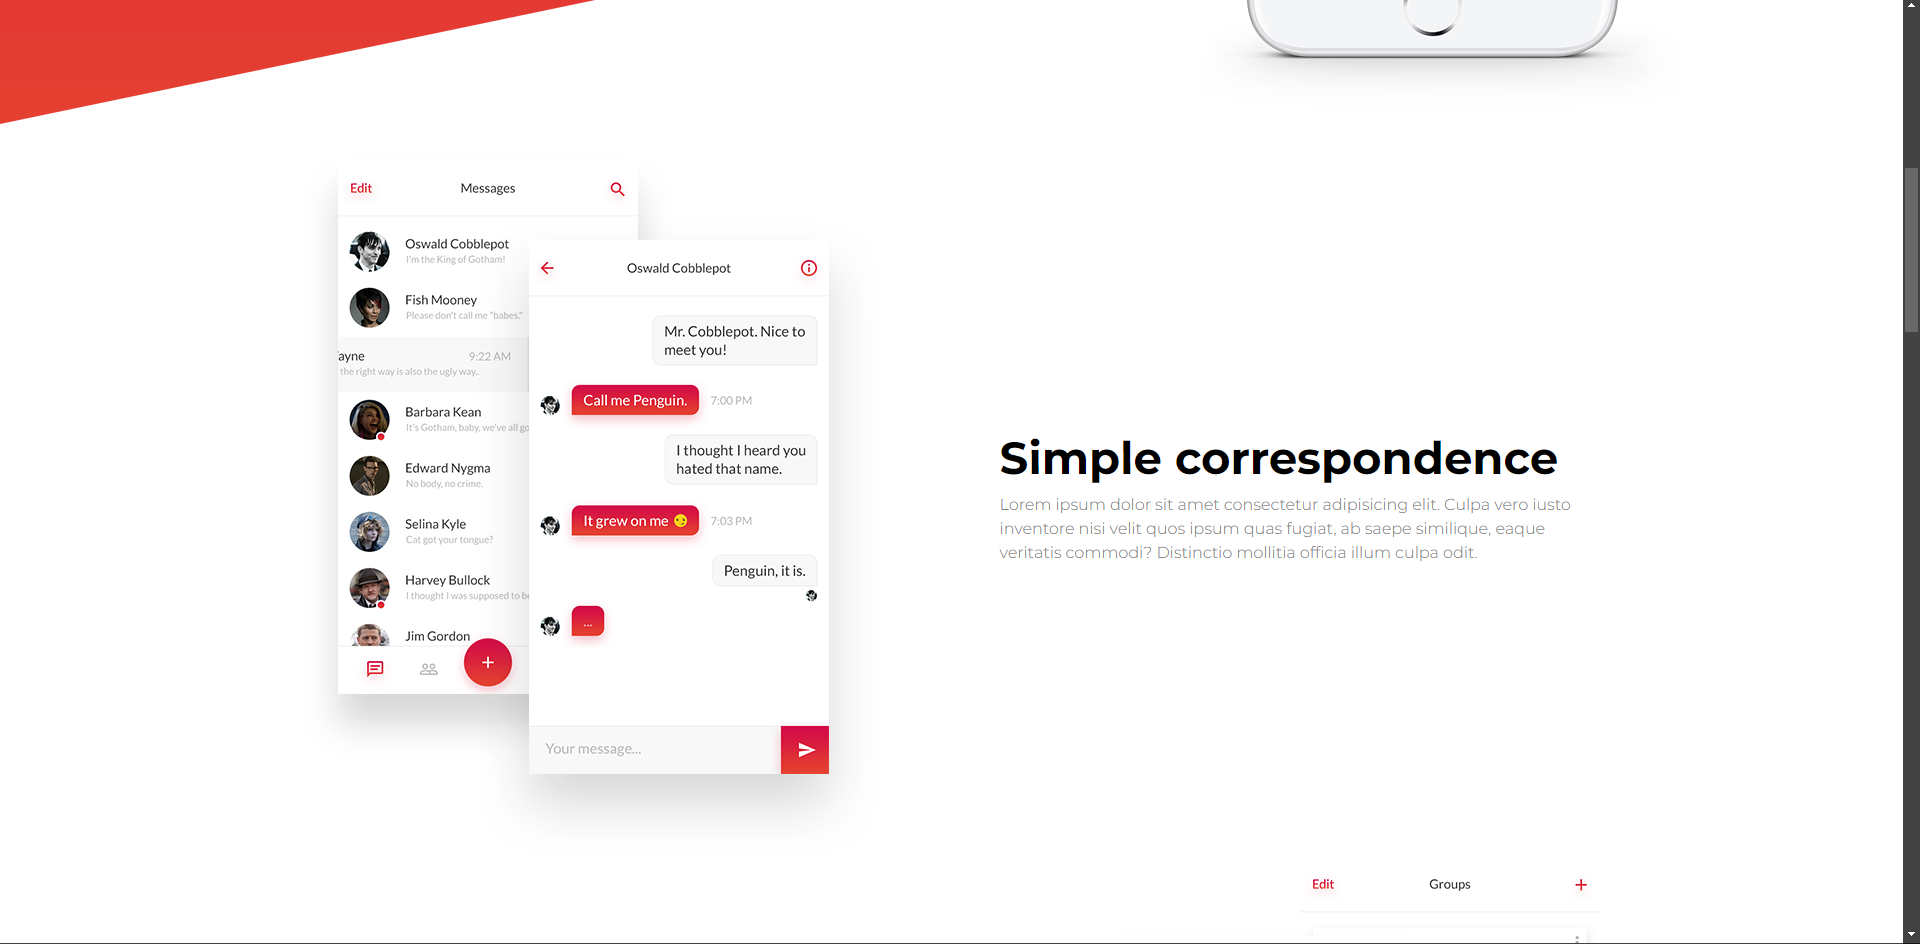 Edit Messages
Oswald Cobblepot
I'm the King of Gotham!
Fish Mooney
Please don't call me "babes."
ayne 9:22 AM
the right way is also the ugly way..
Barbara Kean
It's Gotham, baby, we've all go
Edward Nygma
No body, no crime.
Selina Kyle
Cat got your tongue?
Harvey Bullock
I thought I was supposed to be
Jim Gordon
+
Oswald Cobblepot
Mr. Cobblepot. Nice to
meet you!
Call me Penguin. 7:00 PM
I thought I heard you
hated that name.
It grew on me 😏 7:03 PM
Penguin, it is.
...
Your message...
Simple correspondence
Lorem ipsum dolor sit amet consectetur adipisicing elit. Culpa vero iusto
inventore nisi velit quos ipsum quas fugiat, ab saepe similique, eaque
veritatis commodi? Distinctio mollitia officia illum culpa odit.
Edit Groups +